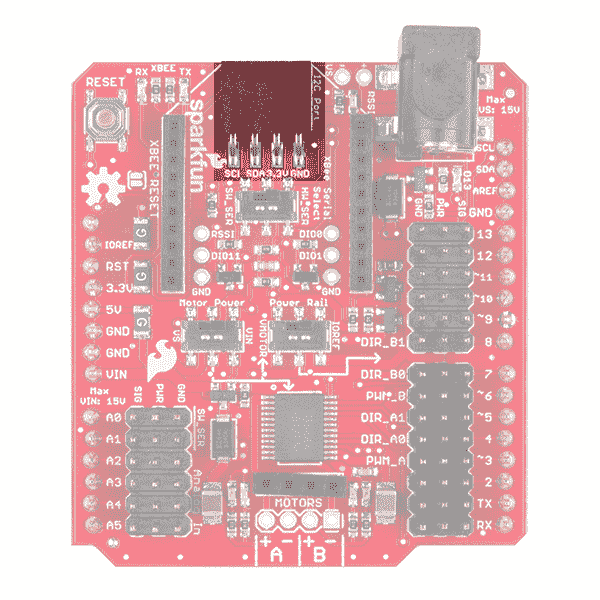 RESET
RX
XBEE
TX
VS
I2C Port
RSSI
Max
VS: 15V
sparkfun
XBEE RESET
XBee Serial
Select
SW_SER
HW_SER
SCL
SDA
3.3V
GND
SCL
SDA
AREF
GND
GND
PWR
SIG
RSSI
DIO11
DIO0
DIO1
GND
GND
IOREF
RST
3.3V
5V
GND
GND
VIN
Max
VIN: 15V
Motor Power
Power Rail
VS
VIN
VMOTOR
IOREF
13
12
~11
~10
~9
8
DIR_B1
DIR_B0
7
PWM_B
~6
DIR_A1
~5
DIR_A0
4
PWM_A
~3
2
TX
RX
SIG
PWR
GND
SW_SER
A0
A1
A2
A3
A4
A5
Analog In
MOTORS
+ - + -
A B